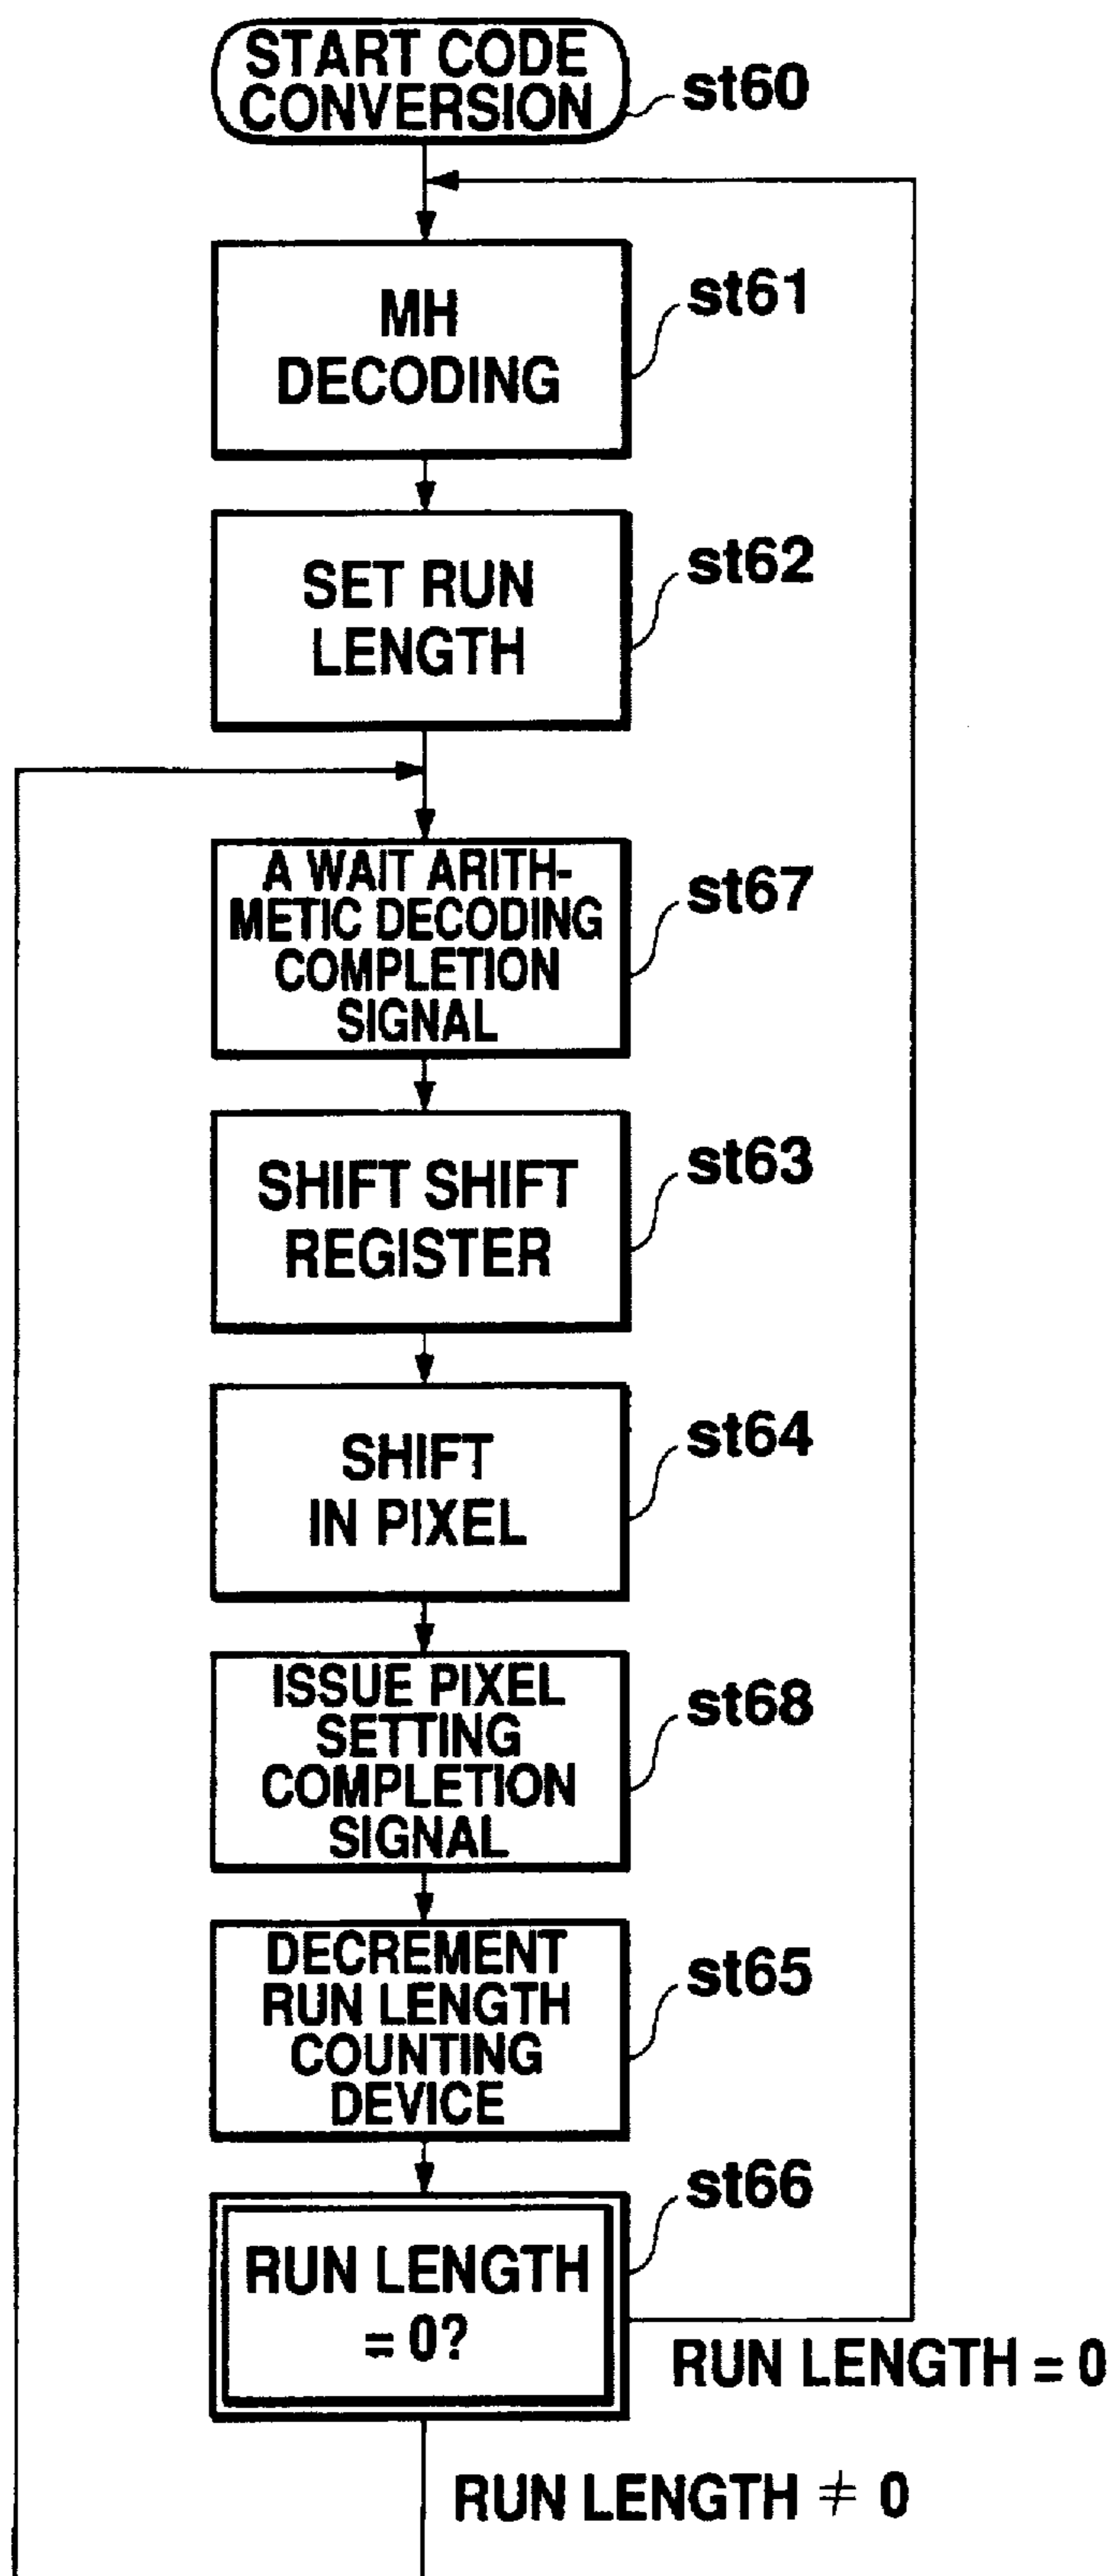 START CODE
CONVERSION
st60
MH
DECODING
st61
SET RUN
LENGTH
st62
A WAIT ARITH-
METIC DECODING
COMPLETION
SIGNAL
st67
SHIFT SHIFT
REGISTER
st63
SHIFT
IN PIXEL
st64
ISSUE PIXEL
SETTING
COMPLETION
SIGNAL
st68
DECREMENT
RUN LENGTH
COUNTING
DEVICE
st65
RUN LENGTH
= 0?
st66
RUN LENGTH = 0
RUN LENGTH ≠ 0